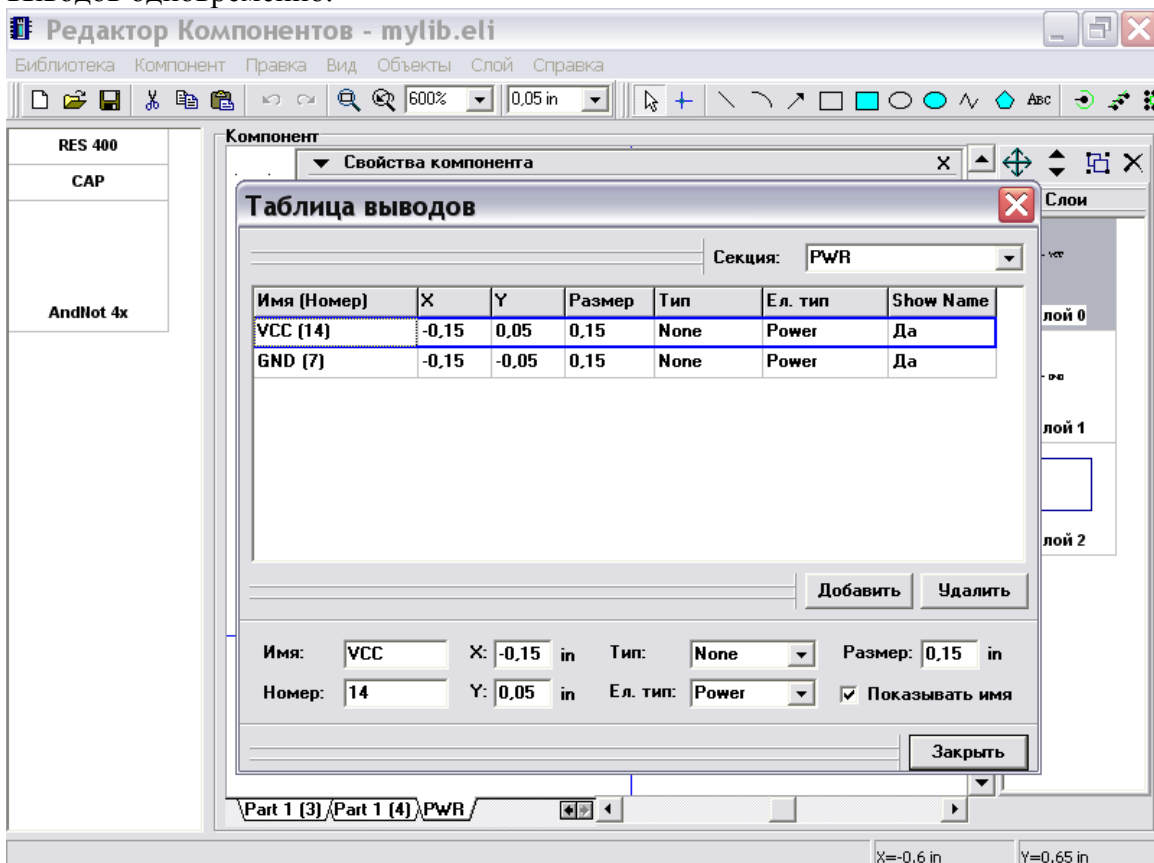 выводов одновременно.
Редактор Компонентов - mylib.eli
Библиотека Компонент Правка Вид Объекты Слой Справка
600% 0,05 in ABC
RES 400
CAP
AndNot 4x
Компонент
Свойства компонента X
Слои
Таблица выводов
Секция: PWR
Имя (Номер) X Y Размер Тип Ел. тип Show Name
VCC (14) -0,15 0,05 0,15 None Power Да
GND (7) -0,15 -0,05 0,15 None Power Да
VCC
лой 0
GND
лой 1
лой 2
Добавить Удалить
Имя: VCC X: -0,15 in Тип: None Размер: 0,15 in
Номер: 14 Y: 0,05 in Ел. тип: Power Показывать имя
Закрыть
Part 1 (3) Part 1 (4) PWR
X=-0,6 in Y=0,65 in